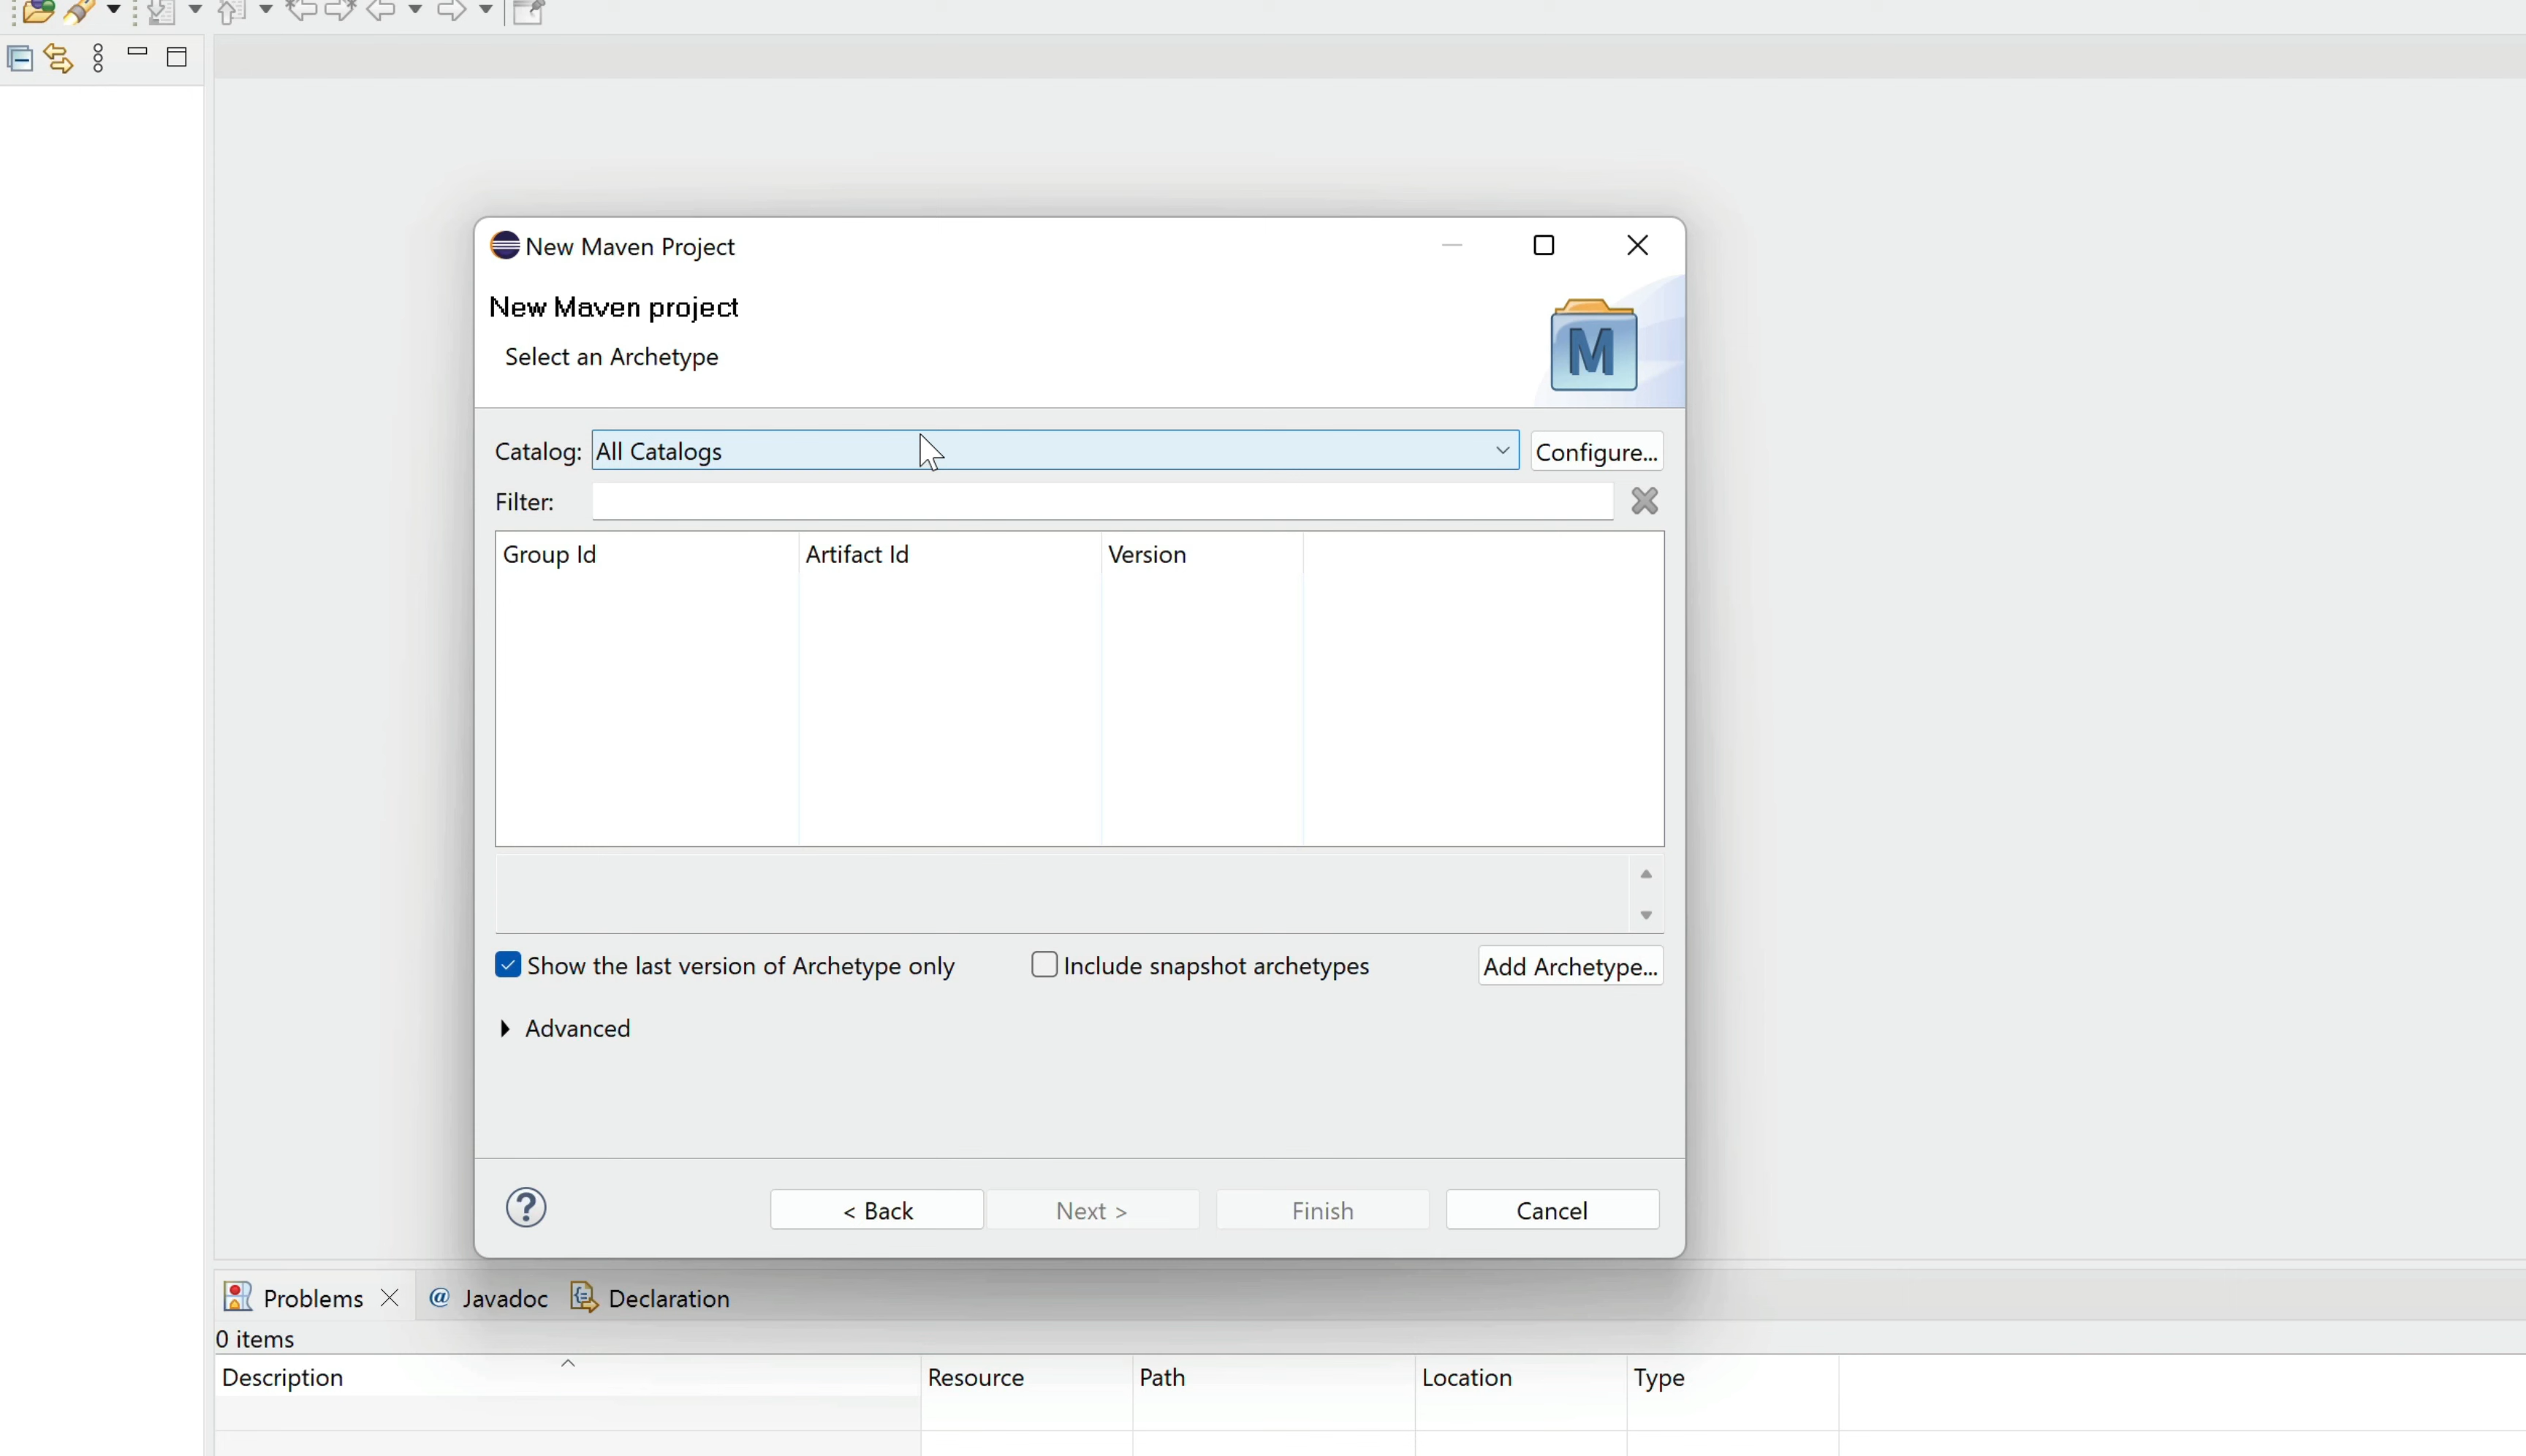 New Maven Project
New Maven project
Select an Archetype
M
Catalog: All Catalogs Configure...
Filter:
Group Id Artifact Id Version
Show the last version of Archetype only Include snapshot archetypes Add Archetype...
Advanced
? < Back Next > Finish Cancel
Problems @ Javadoc Declaration
0 items
Description Resource Path Location Type